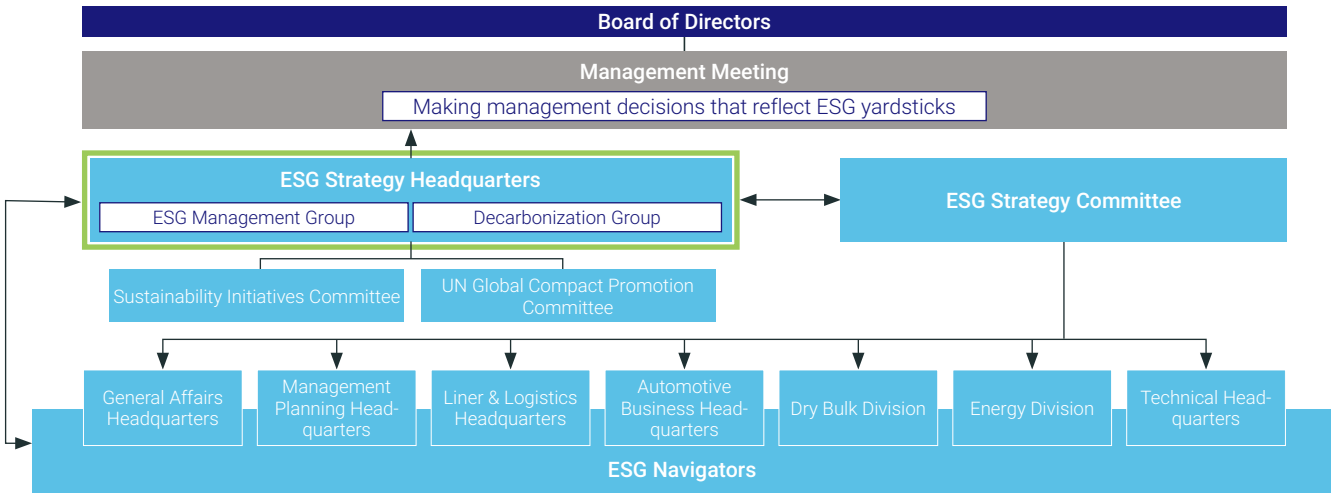 Board of Directors
Management Meeting
Making management decisions that reflect ESG yardsticks
ESG Strategy Headquarters
ESG Management Group
Decarbonization Group
ESG Strategy Committee
Sustainability Initiatives Committee
UN Global Compact Promotion
Committee
General Affairs
Headquarters
Management
Planning Head-
quarters
Liner & Logistics
Headquarters
Automotive
Business Head-
quarters
Dry Bulk Division
Energy Division
Technical Head-
quarters
ESG Navigators